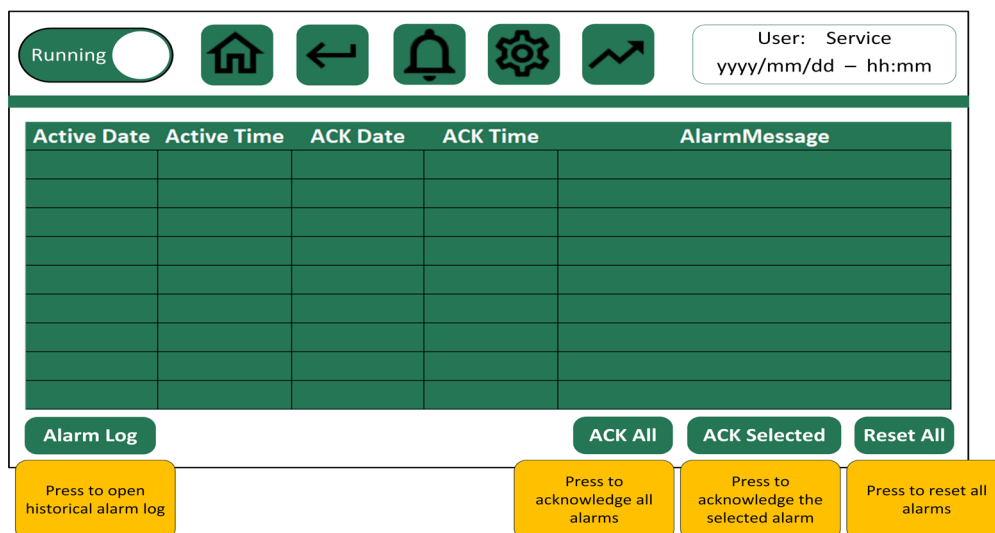 Running
User: Service
yyyy/mm/dd – hh:mm
Active Date Active Time ACK Date ACK Time AlarmMessage
Alarm Log ACK All ACK Selected Reset All
Press to open
historical alarm log
Press to
acknowledge all
alarms
Press to
acknowledge the
selected alarm
Press to reset all
alarms